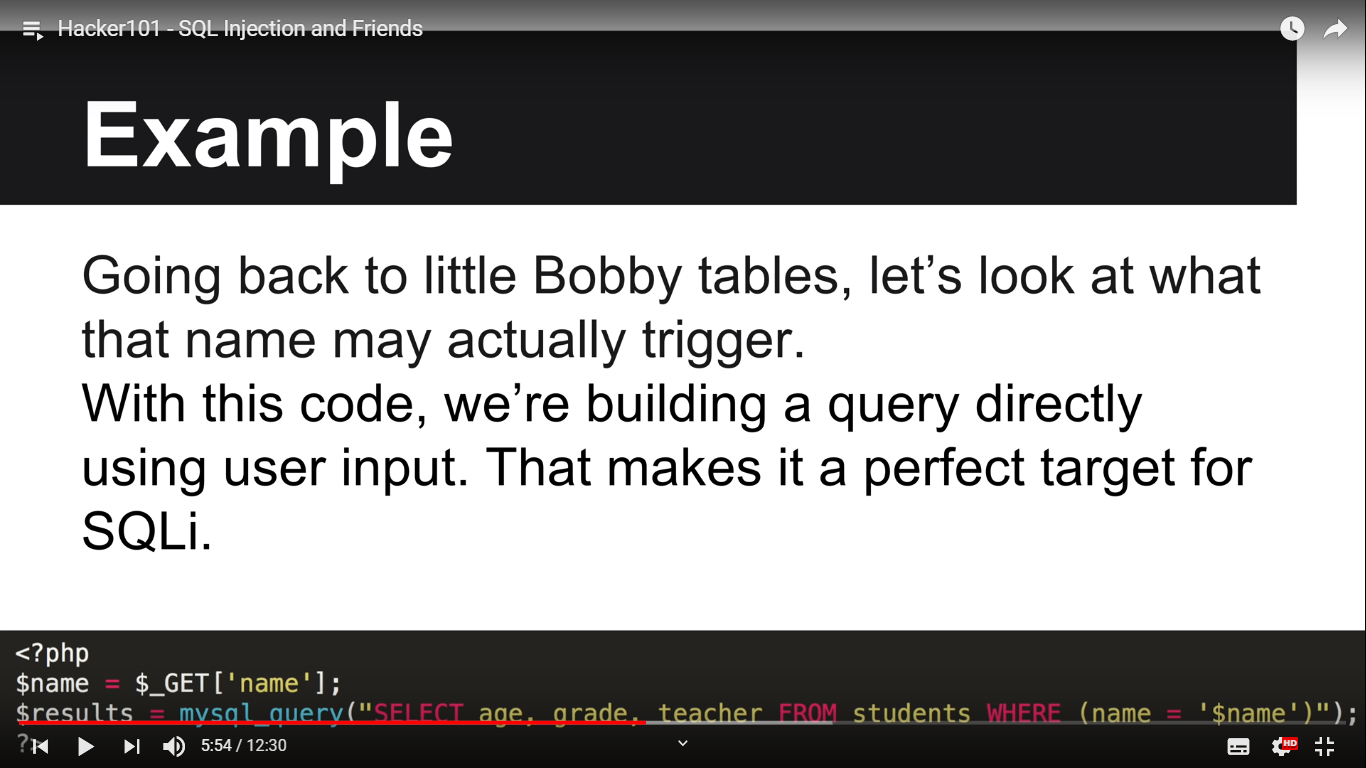 Hacker101 - SQL Injection and Friends
Example
Going back to little Bobby tables, let’s look at what
that name may actually trigger.
With this code, we’re building a query directly
using user input. That makes it a perfect target for
SQLi.
<?php
$name = $_GET['name'];
$results = mysql_query("SELECT age, grade, teacher FROM students WHERE (name = '$name')");
?>
5:54 / 12:30
HD